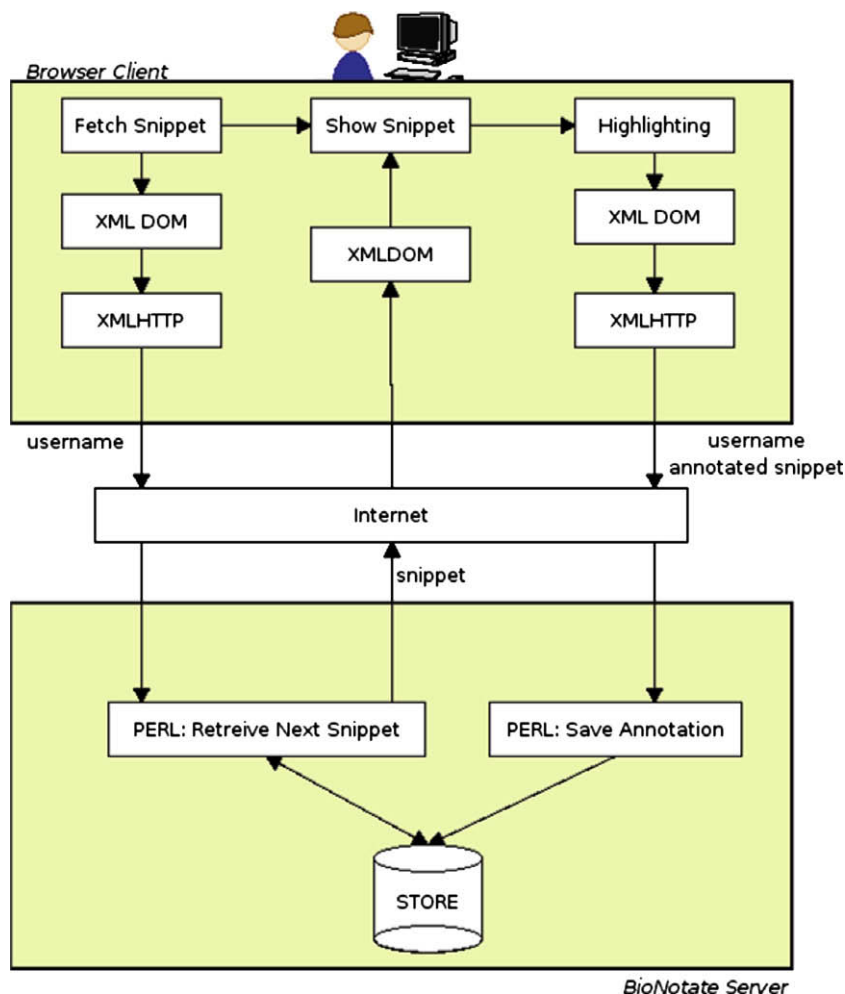 Browser Client
Fetch Snippet
Show Snippet
Highlighting
XML DOM
XMLDOM
XML DOM
XMLHTTP
XMLHTTP
username
username
annotated snippet
Internet
snippet
PERL: Retreive Next Snippet
PERL: Save Annotation
STORE
BioNotate Server